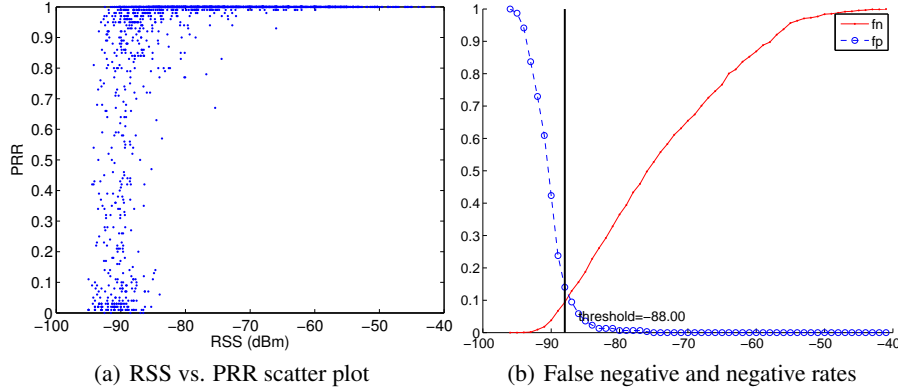 1
0.9
0.8
0.7
0.6
0.5
0.4
0.3
0.2
0.1
0
PRR
−100 −90 −80 −70 −60 −50 −40
RSS (dBm)
(a) RSS vs. PRR scatter plot
1
0.9
0.8
0.7
0.6
0.5
0.4
0.3
0.2
0.1
0
fn
fp
threshold=−88.00
−100 −90 −80 −70 −60 −50 −40
(b) False negative and negative rates